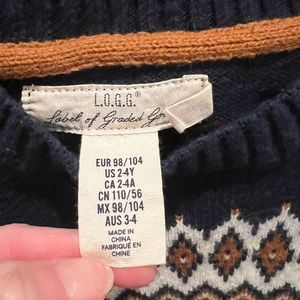 L.O.G.G.®
Label of Graded Go
EUR 98/104
US 2-4Y
CA 2-4A
CN 110/56
MX 98/104
AUS 3-4
MADE IN
CHINA
FABRIQUÉ EN
CHINE